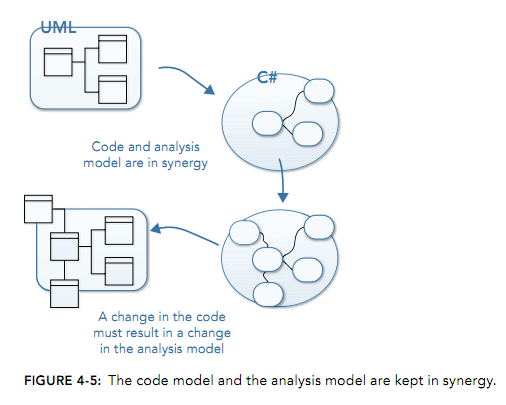 UML
C#
Code and analysis
model are in synergy
A change in the code
must result in a change
in the analysis model
FIGURE 4-5: The code model and the analysis model are kept in synergy.